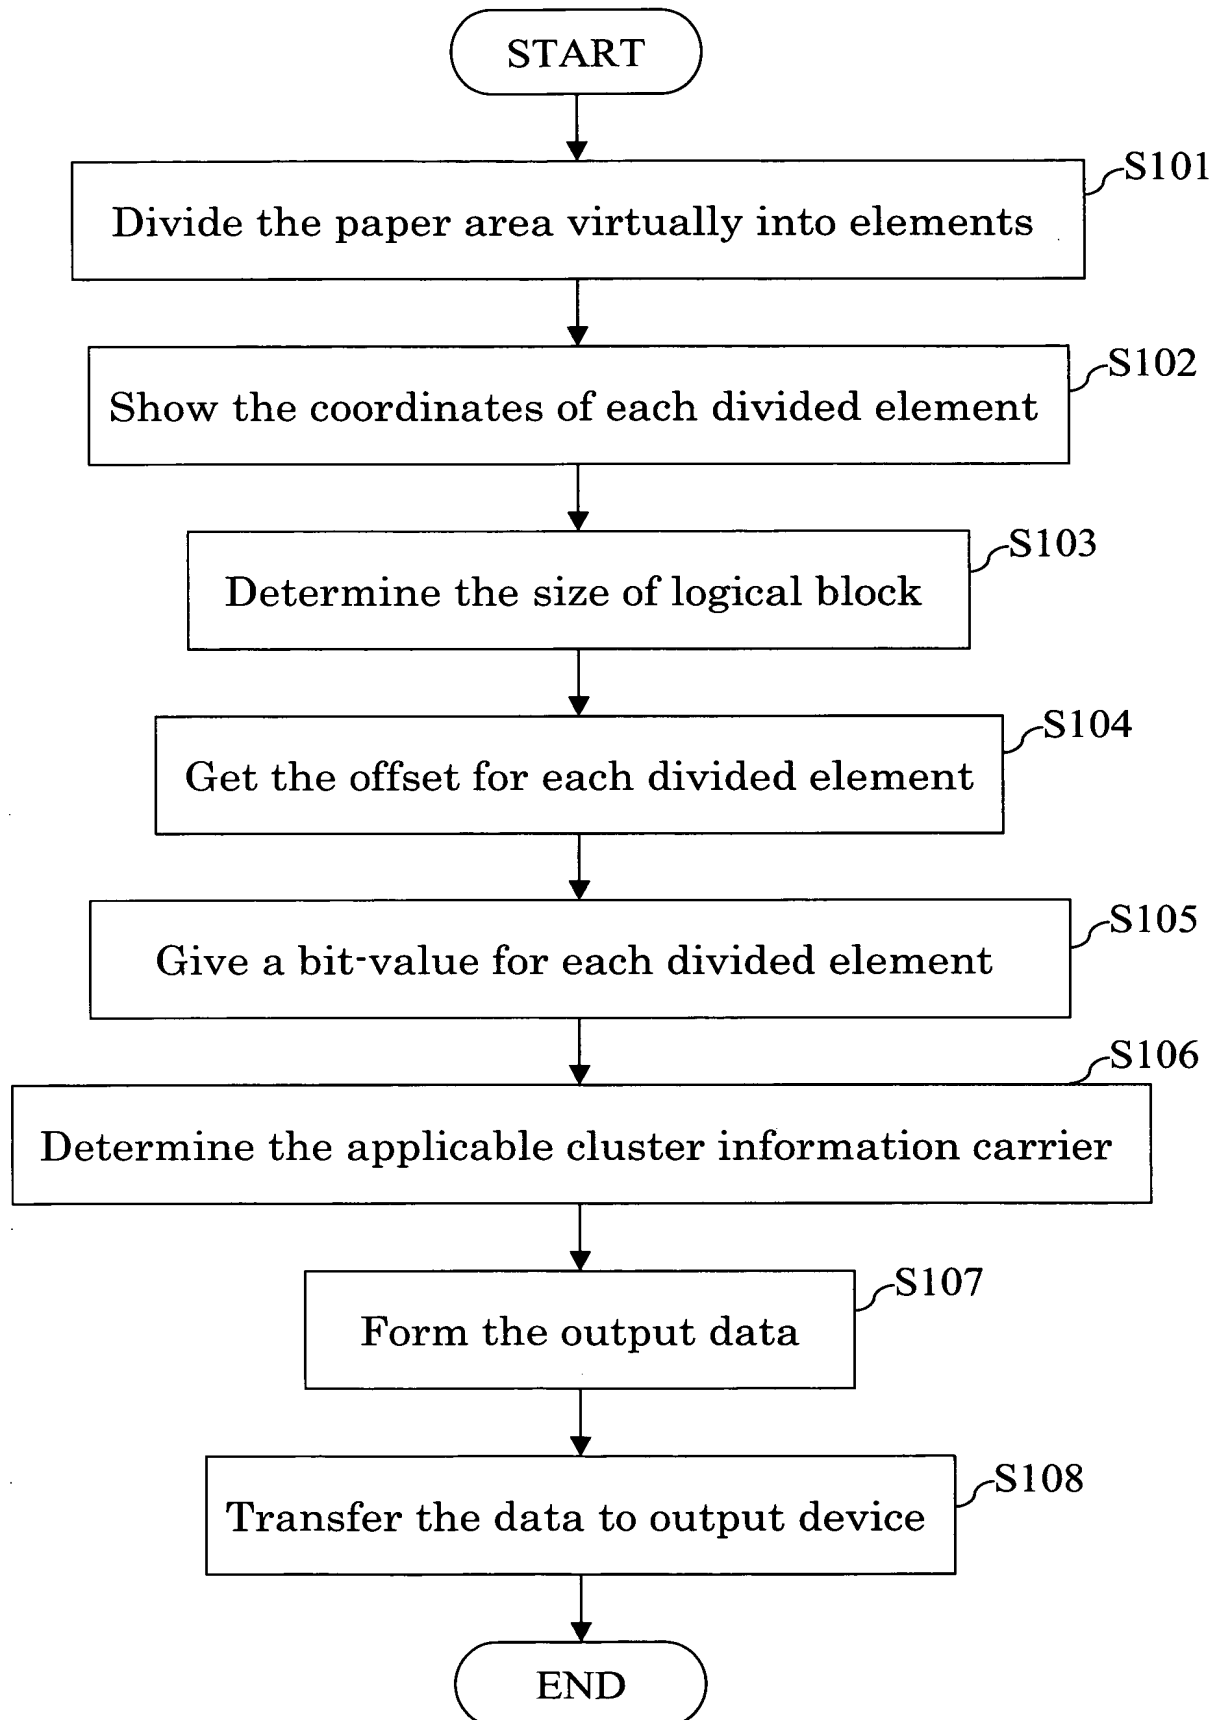 START
S101
Divide the paper area virtually into elements
S102
Show the coordinates of each divided element
S103
Determine the size of logical block
S104
Get the offset for each divided element
S105
Give a bit-value for each divided element
S106
Determine the applicable cluster information carrier
S107
Form the output data
S108
Transfer the data to output device
END